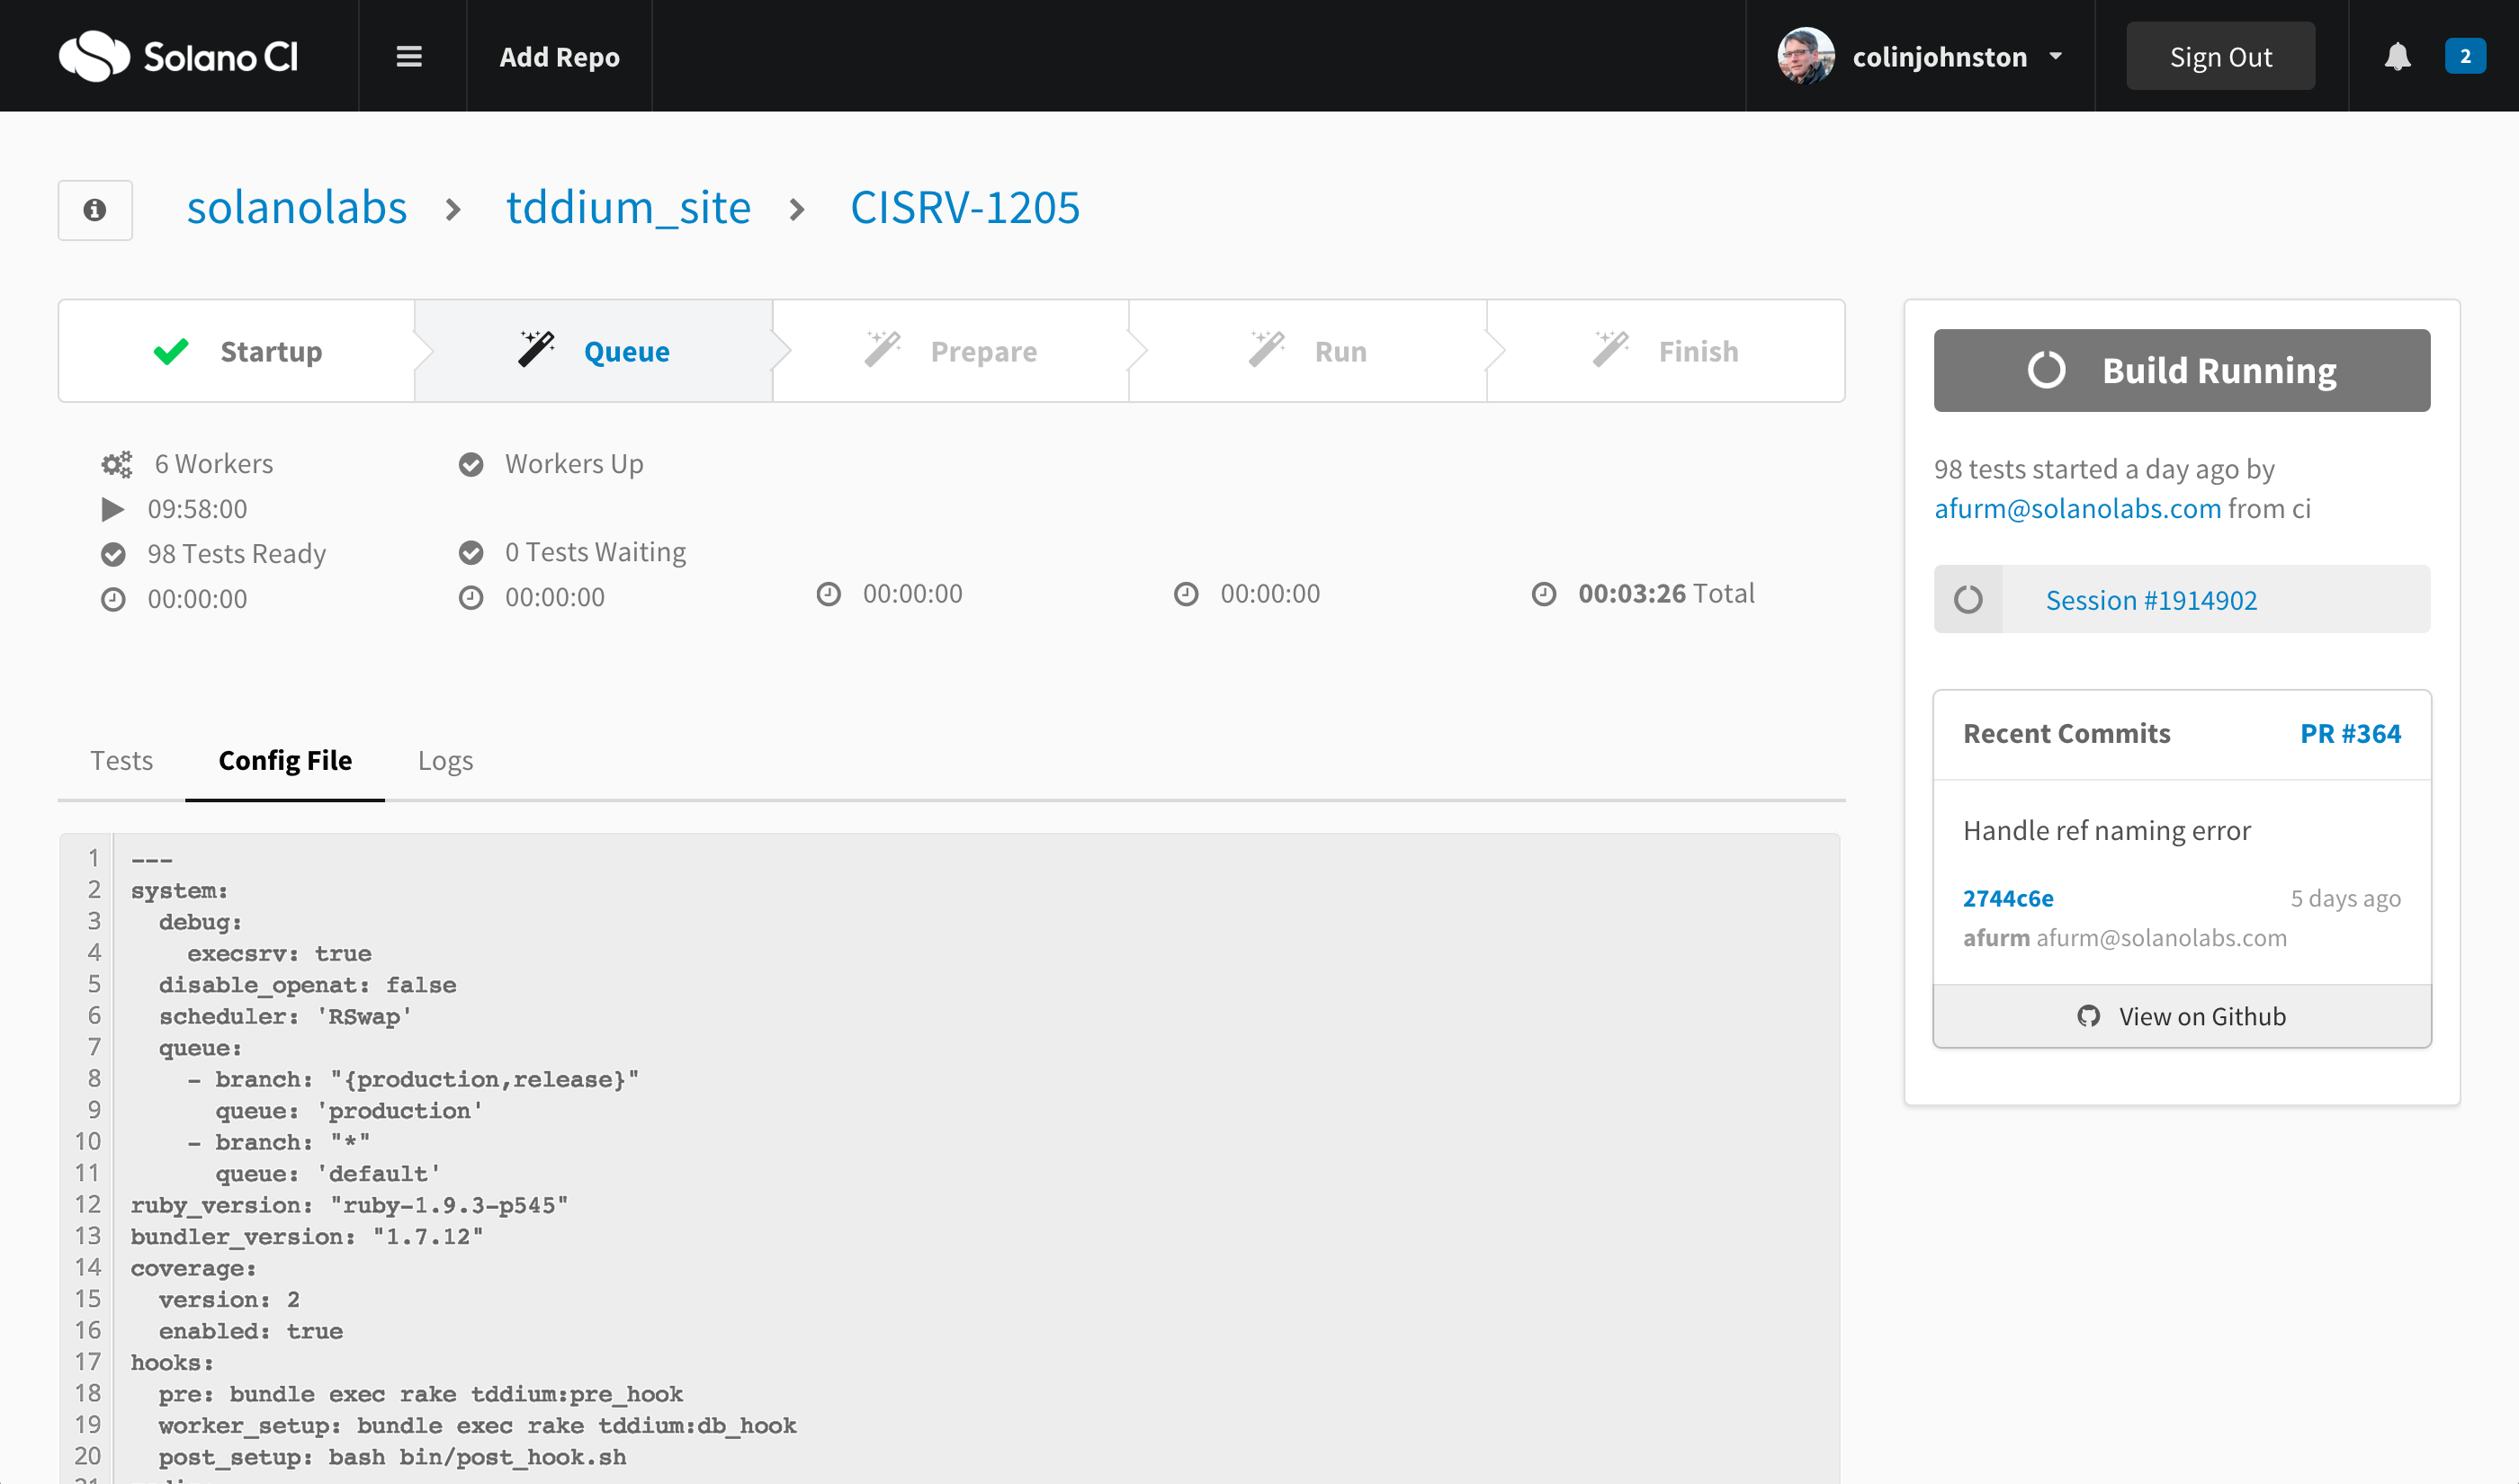 Solano CI
Add Repo
colinjohnston
Sign Out
2
solanolabs > tddium_site > CISRV-1205
Startup
Queue
Prepare
Run
Finish
6 Workers
09:58:00
98 Tests Ready
00:00:00
Workers Up
0 Tests Waiting
00:00:00
00:00:00
00:00:00
00:03:26 Total
Build Running
98 tests started a day ago by
afurm@solanolabs.com from ci
Session #1914902
Recent Commits PR #364
Handle ref naming error
2744c6e 5 days ago
afurm afurm@solanolabs.com
View on Github
Tests Config File Logs
1 ---
2 system:
3   debug:
4     execsrv: true
5   disable_openat: false
6   scheduler: 'RSwap'
7   queue:
8     - branch: "{production,release}"
9       queue: 'production'
10     - branch: "*"
11       queue: 'default'
12 ruby_version: "ruby-1.9.3-p545"
13 bundler_version: "1.7.12"
14 coverage:
15   version: 2
16   enabled: true
17 hooks:
18   pre: bundle exec rake tddium:pre_hook
19   worker_setup: bundle exec rake tddium:db_hook
20   post_setup: bash bin/post_hook.sh